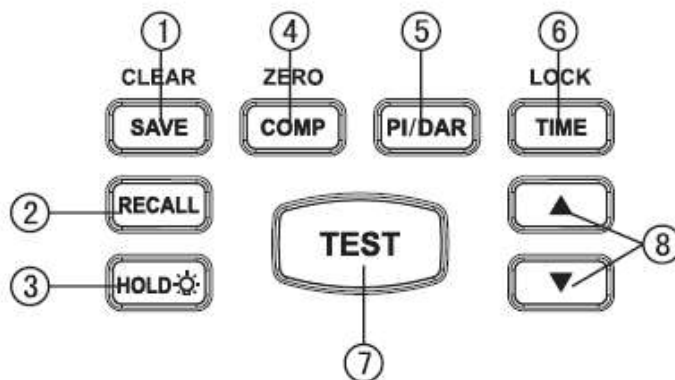 ① ④ ⑤ ⑥
CLEAR ZERO LOCK
SAVE COMP PI/DAR TIME
② RECALL ▲
TEST ⑧
③ HOLD ▼
⑦